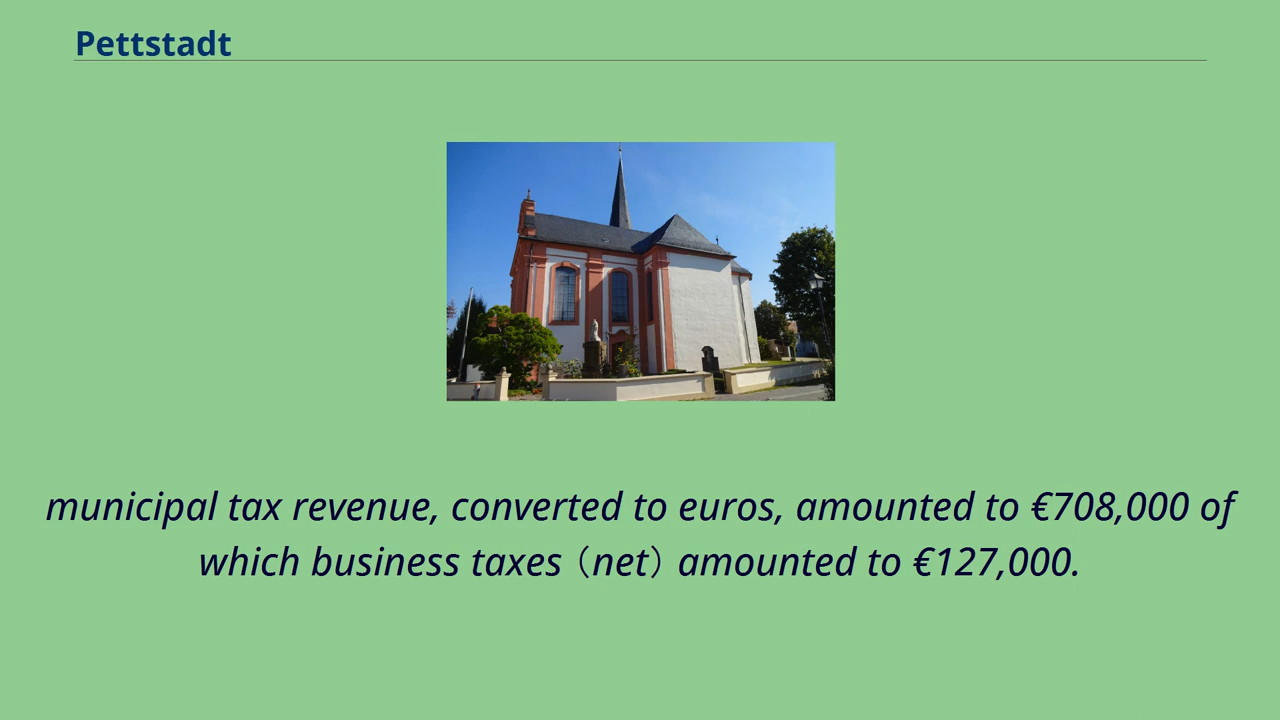 Pettstadt
municipal tax revenue, converted to euros, amounted to €708,000 of
which business taxes（net）amounted to €127,000.